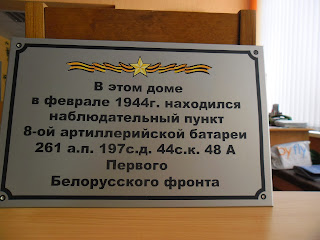 В этом доме
в феврале 1944г. находился
наблюдательный пункт
8-ой артиллерийской батареи
261 а.п. 197с.д. 44с.к. 48 А
Первого
Белорусского фронта